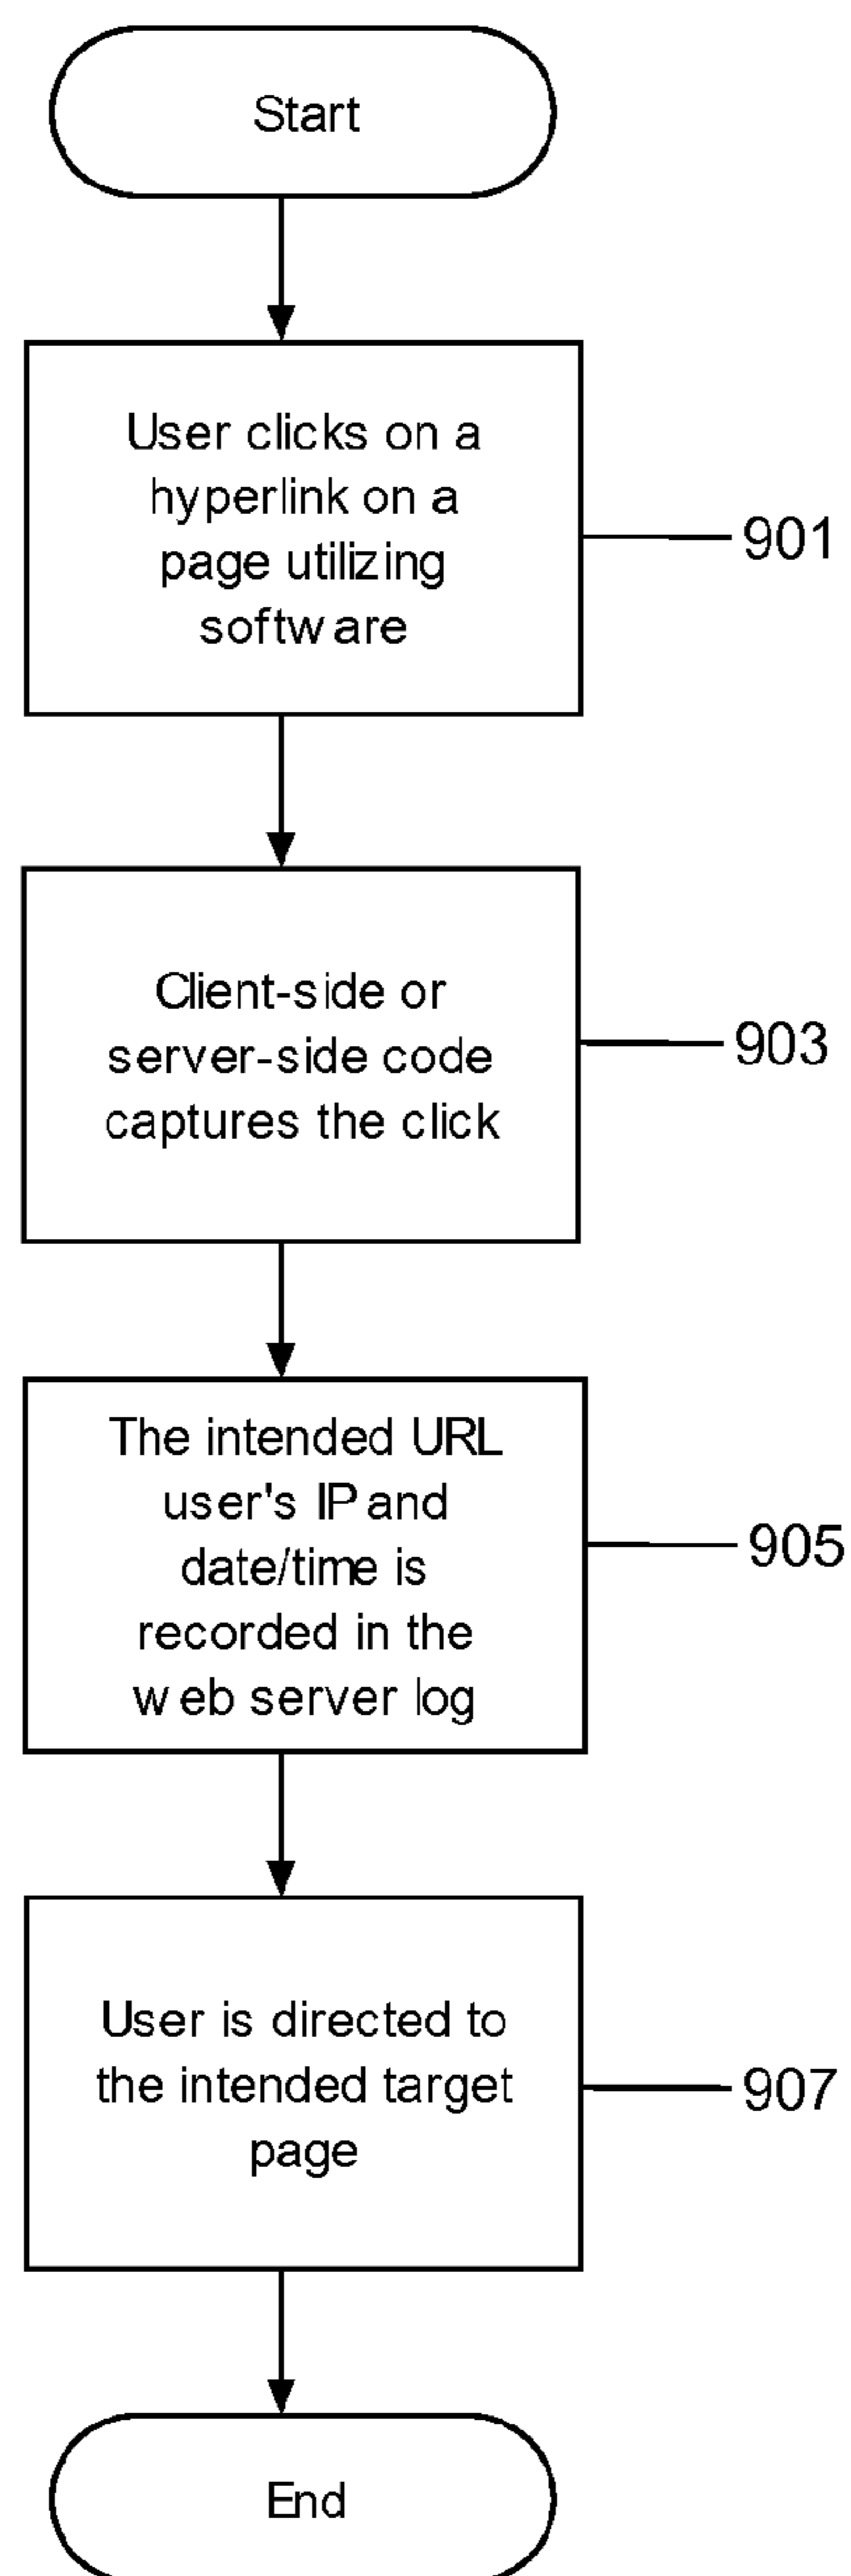 Start
User clicks on a
hyperlink on a
page utilizing
software
901
Client-side or
server-side code
captures the click
903
The intended URL
user's IP and
date/time is
recorded in the
web server log
905
User is directed to
the intended target
page
907
End